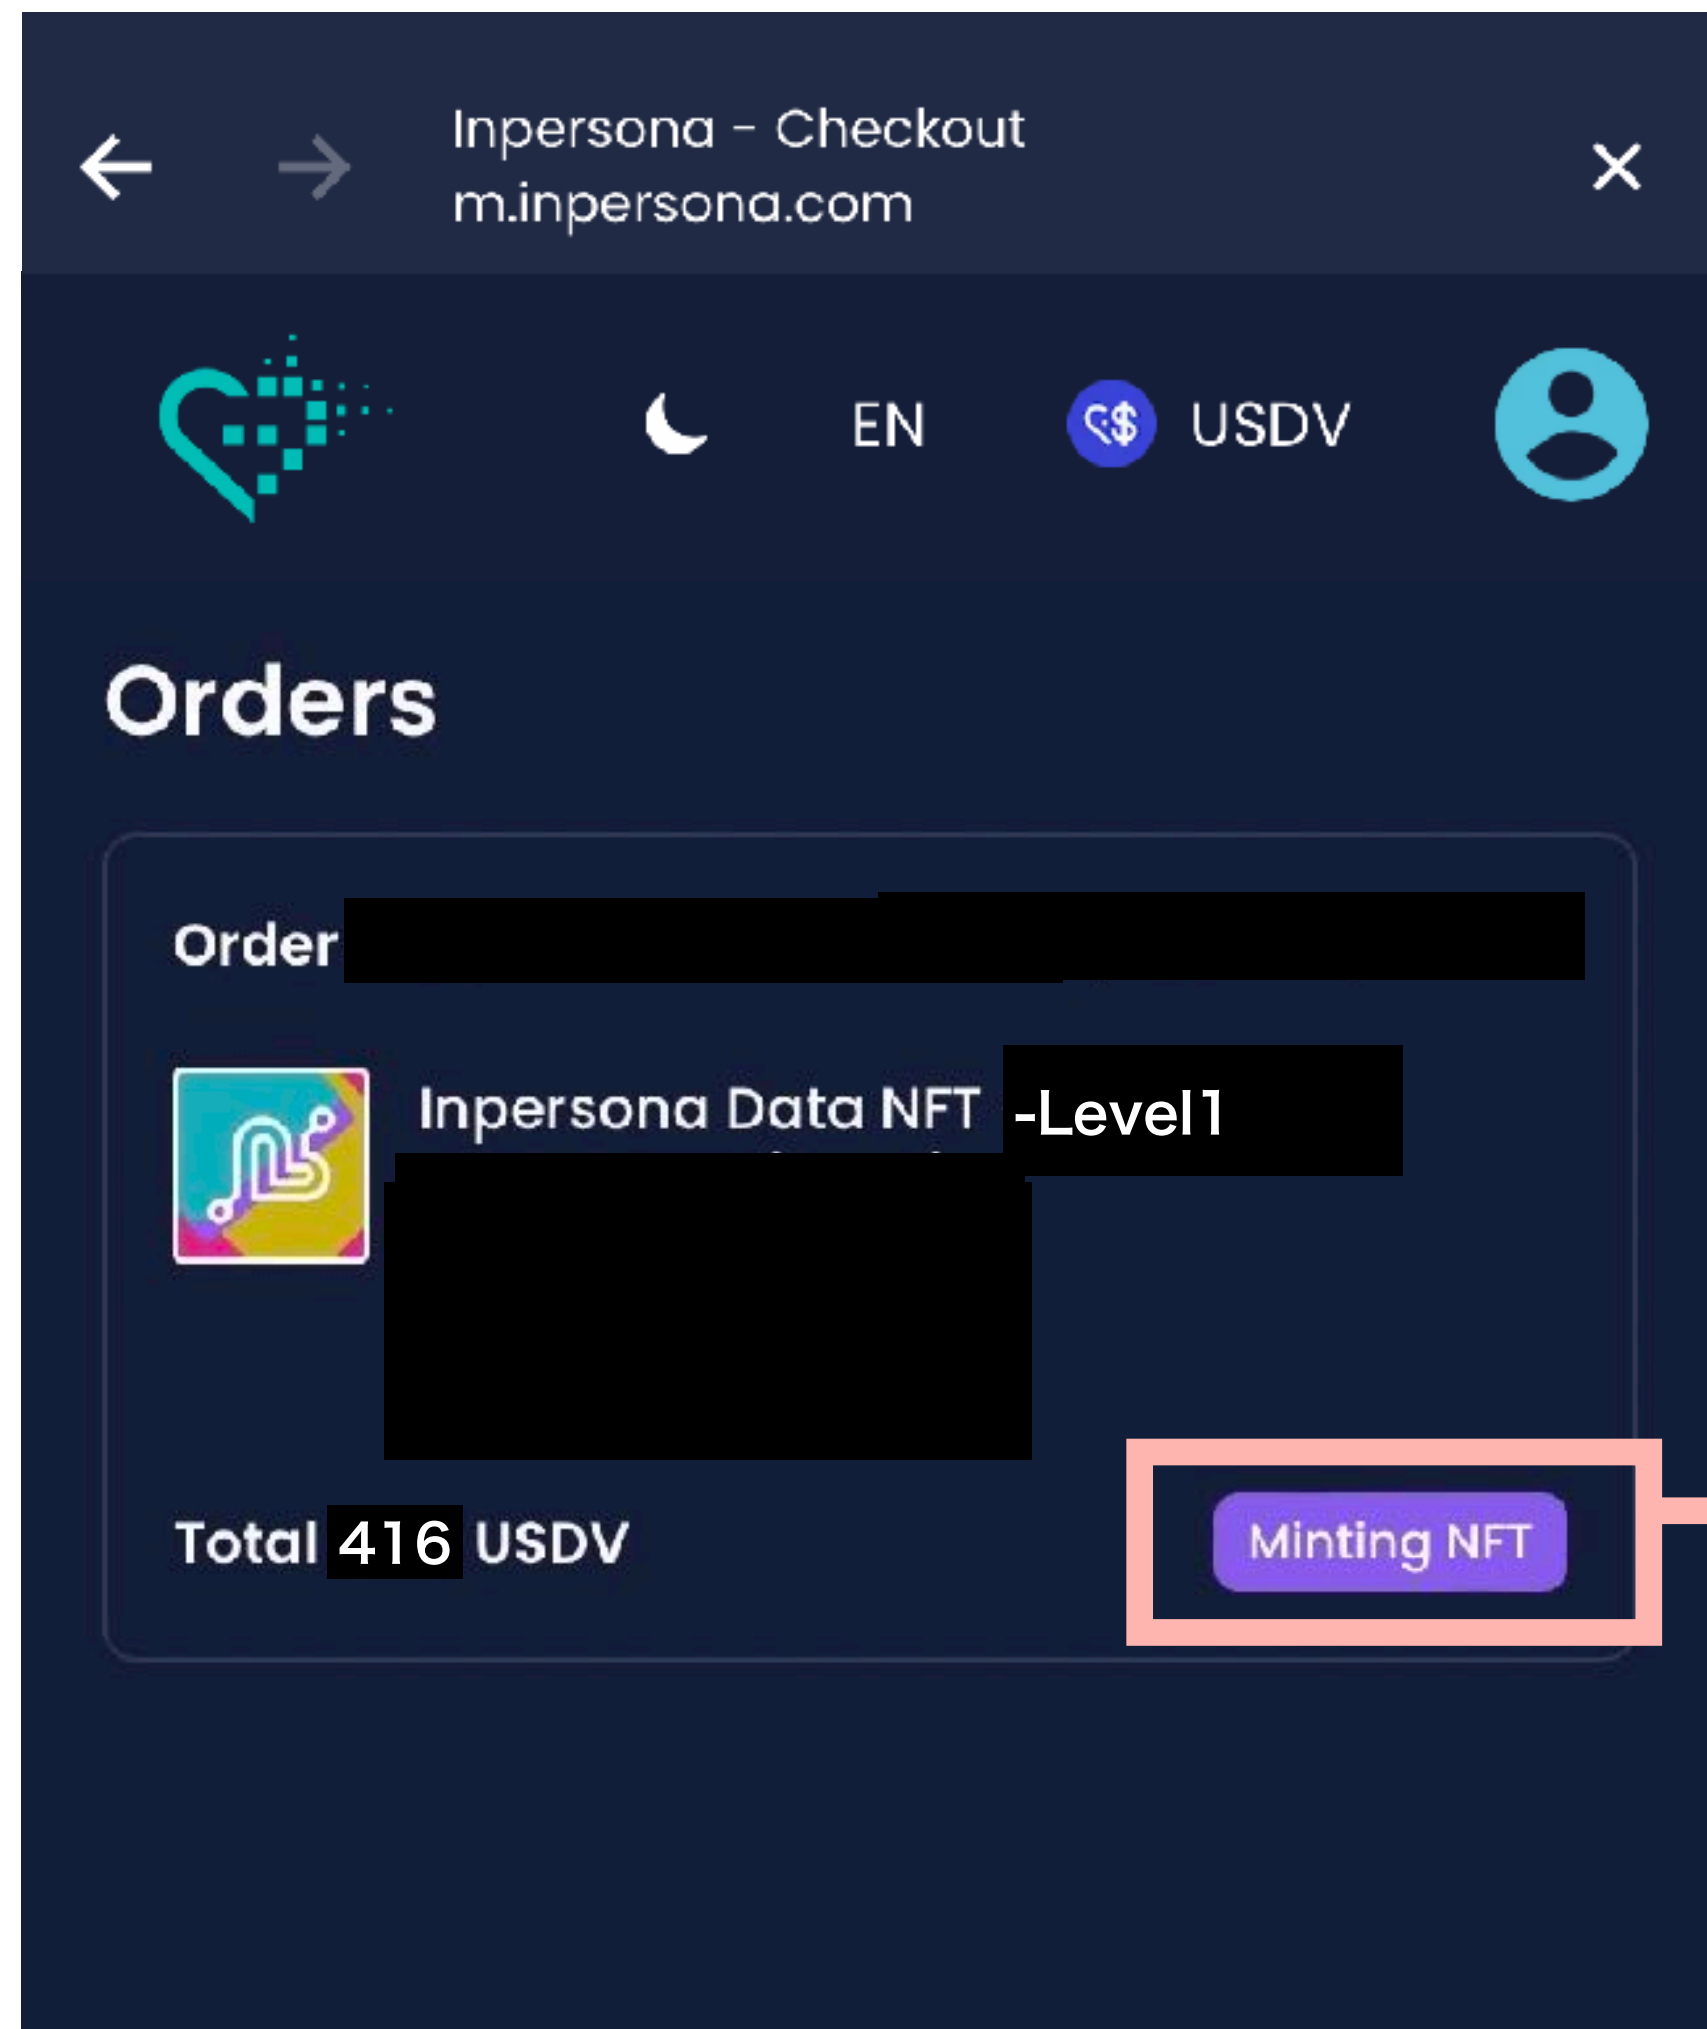 Inpersona - Checkout
m.inpersona.com
EN
USDV
Orders
Order
Inpersona Data NFT -Level1
Total 416 USDV
Minting NFT